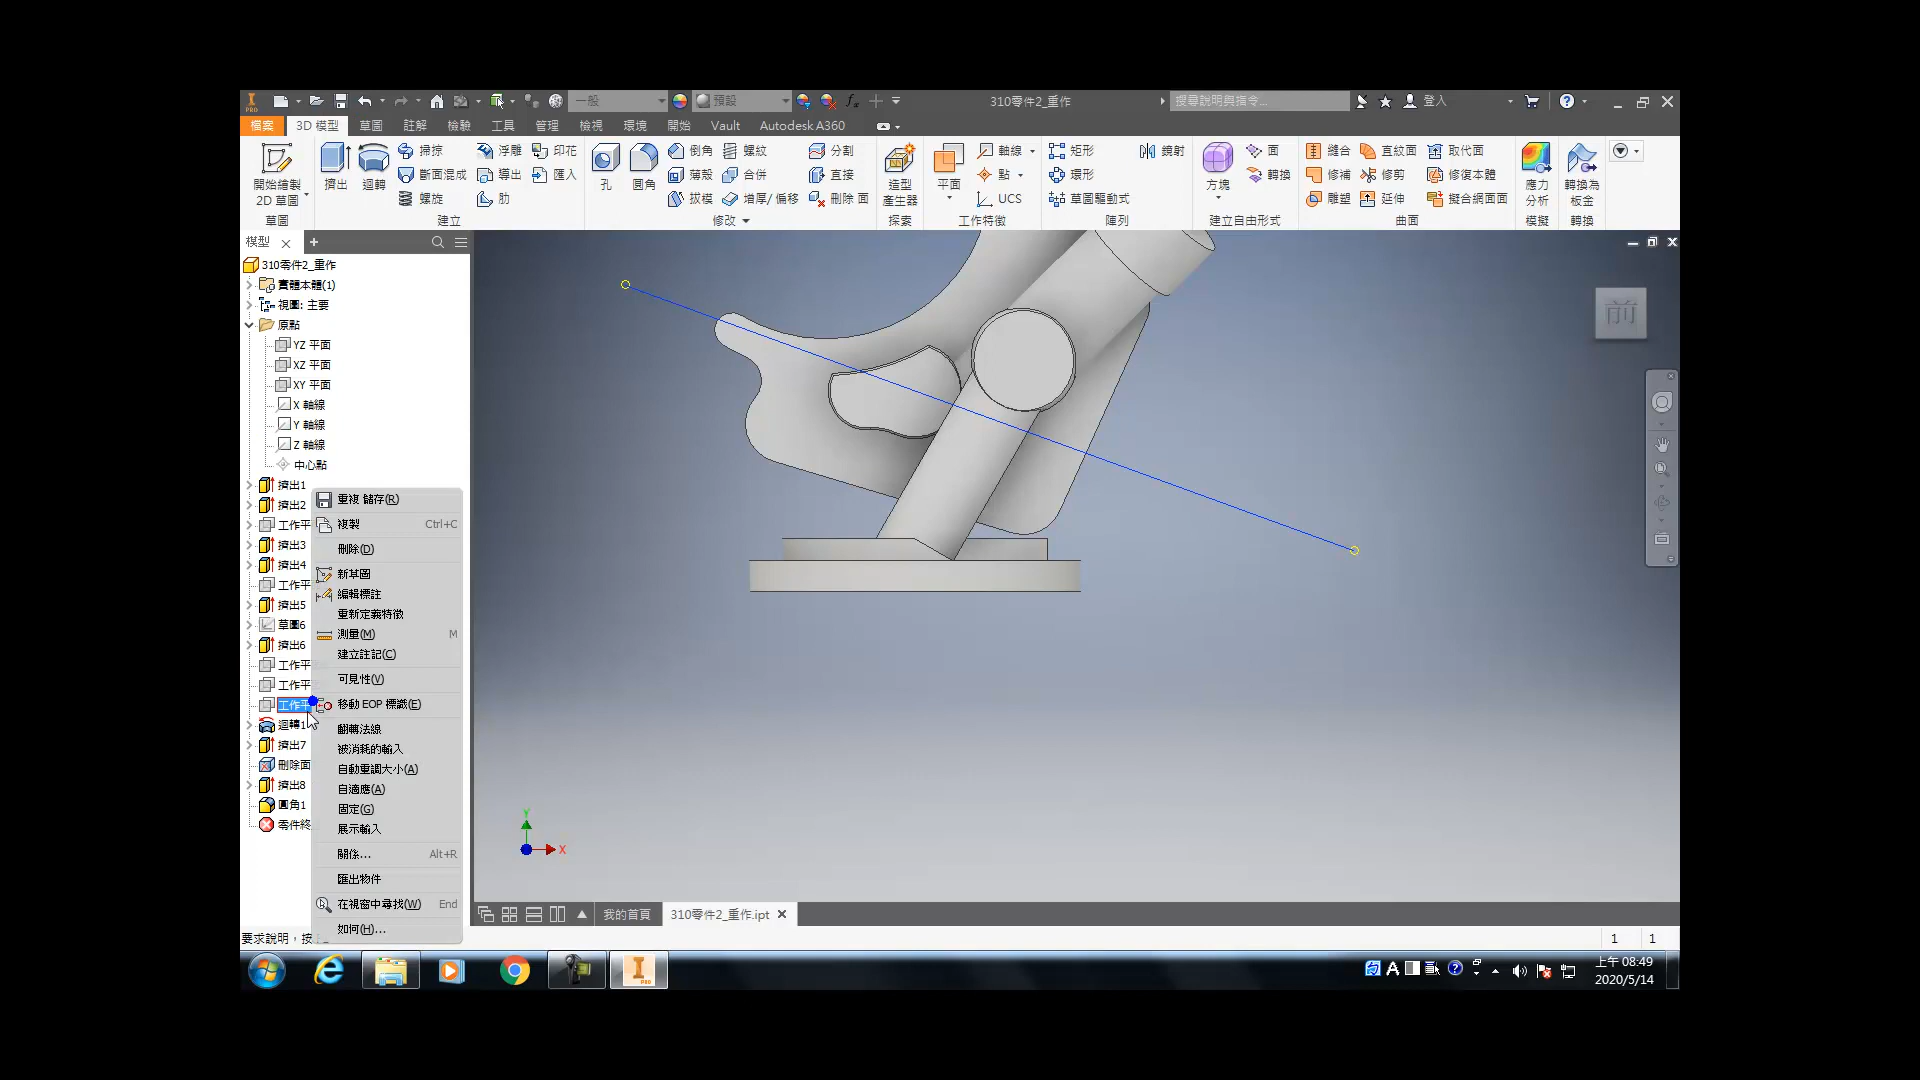 PRO
一般
預設
310零件2_重作
搜尋說明與指令...
登入
檔案
3D 模型
草圖
註解
檢驗
工具
管理
檢視
環境
開始
Vault
Autodesk A360
開始繪製
2D 草圖
草圖
擠出
迴轉
掃掠
斷面混成
螺旋
浮雕
導出
肋
印花
匯入
建立
孔
圓角
倒角
薄殼
拔模
螺紋
合併
增厚/ 偏移
分割
直接
刪除 面
修改
造型
產生器
探索
平面
軸線
點
UCS
工作特徵
矩形
環形
草圖驅動式
鏡射
陣列
方塊
面
轉換
建立自由形式
縫合
修補
雕塑
直紋面
修剪
延伸
取代面
修復本體
擬合網面面
曲面
應力
分析
模擬
轉換為
板金
轉換
模型
310零件2_重作
實體本體(1)
視圖: 主要
原點
YZ 平面
XZ 平面
XY 平面
X 軸線
Y 軸線
Z 軸線
中心點
擠出1
擠出2
工作平
擠出3
擠出4
工作平
擠出5
草圖6
擠出6
工作平
工作平
工作平
迴轉1
擠出7
刪除面
擠出8
圓角1
零件終
重複 儲存(R)
複製 Ctrl+C
刪除(D)
新草圖
編輯標註
重新定義特徵
測量(M) M
建立註記(C)
可見性(V)
移動 EOP 標識(E)
翻轉法線
被消耗的輸入
自動重調大小(A)
自適應(A)
固定(G)
展示輸入
關係... Alt+R
匯出物件
在視窗中尋找(W) End
如何(H)...
前
Y
X
我的首頁
310零件2_重作.ipt
要求說明，按
1 1
PRO
A
上午 08:49
2020/5/14